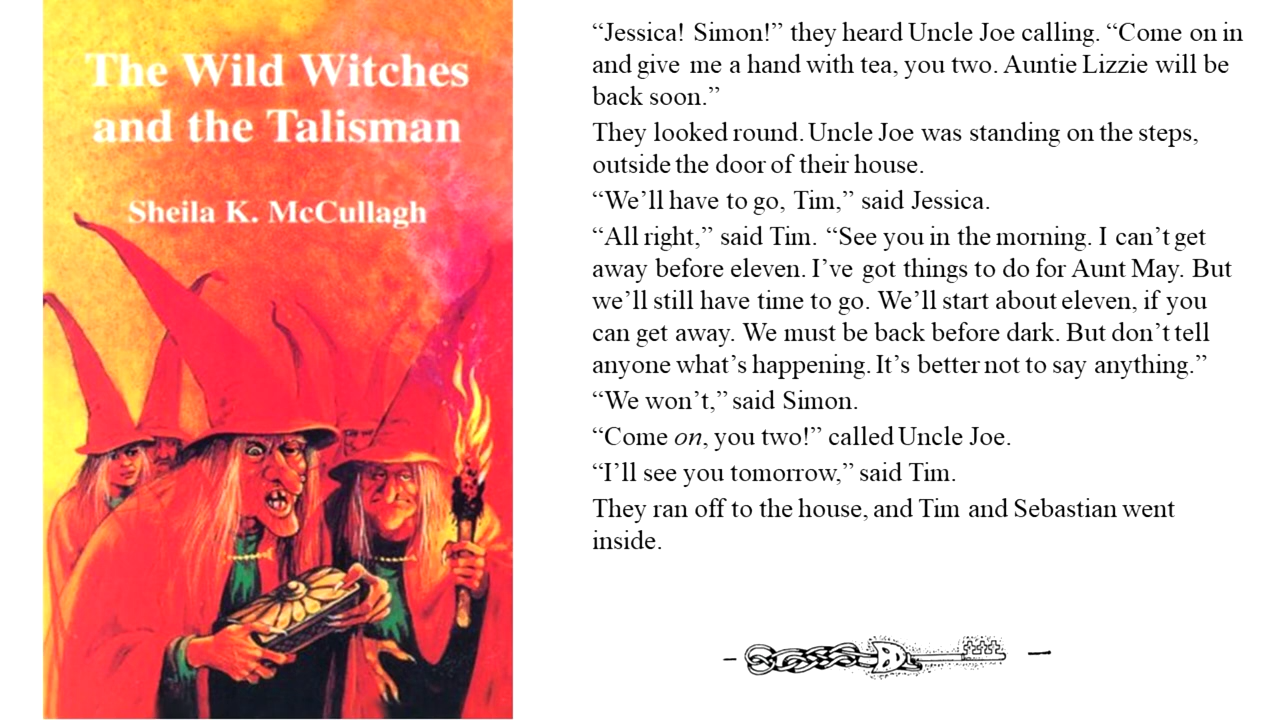 The Wild Witches
and the Talisman
Sheila K. McCullagh
“Jessica! Simon!” they heard Uncle Joe calling. “Come on in
and give me a hand with tea, you two. Auntie Lizzie will be
back soon.”
They looked round. Uncle Joe was standing on the steps,
outside the door of their house.
“We’ll have to go, Tim,” said Jessica.
“All right,” said Tim. “See you in the morning. I can’t get
away before eleven. I’ve got things to do for Aunt May. But
we’ll still have time to go. We’ll start about eleven, if you
can get away. We must be back before dark. But don’t tell
anyone what’s happening. It’s better not to say anything.”
“We won’t,” said Simon.
“Come on, you two!” called Uncle Joe.
“I’ll see you tomorrow,” said Tim.
They ran off to the house, and Tim and Sebastian went
inside.